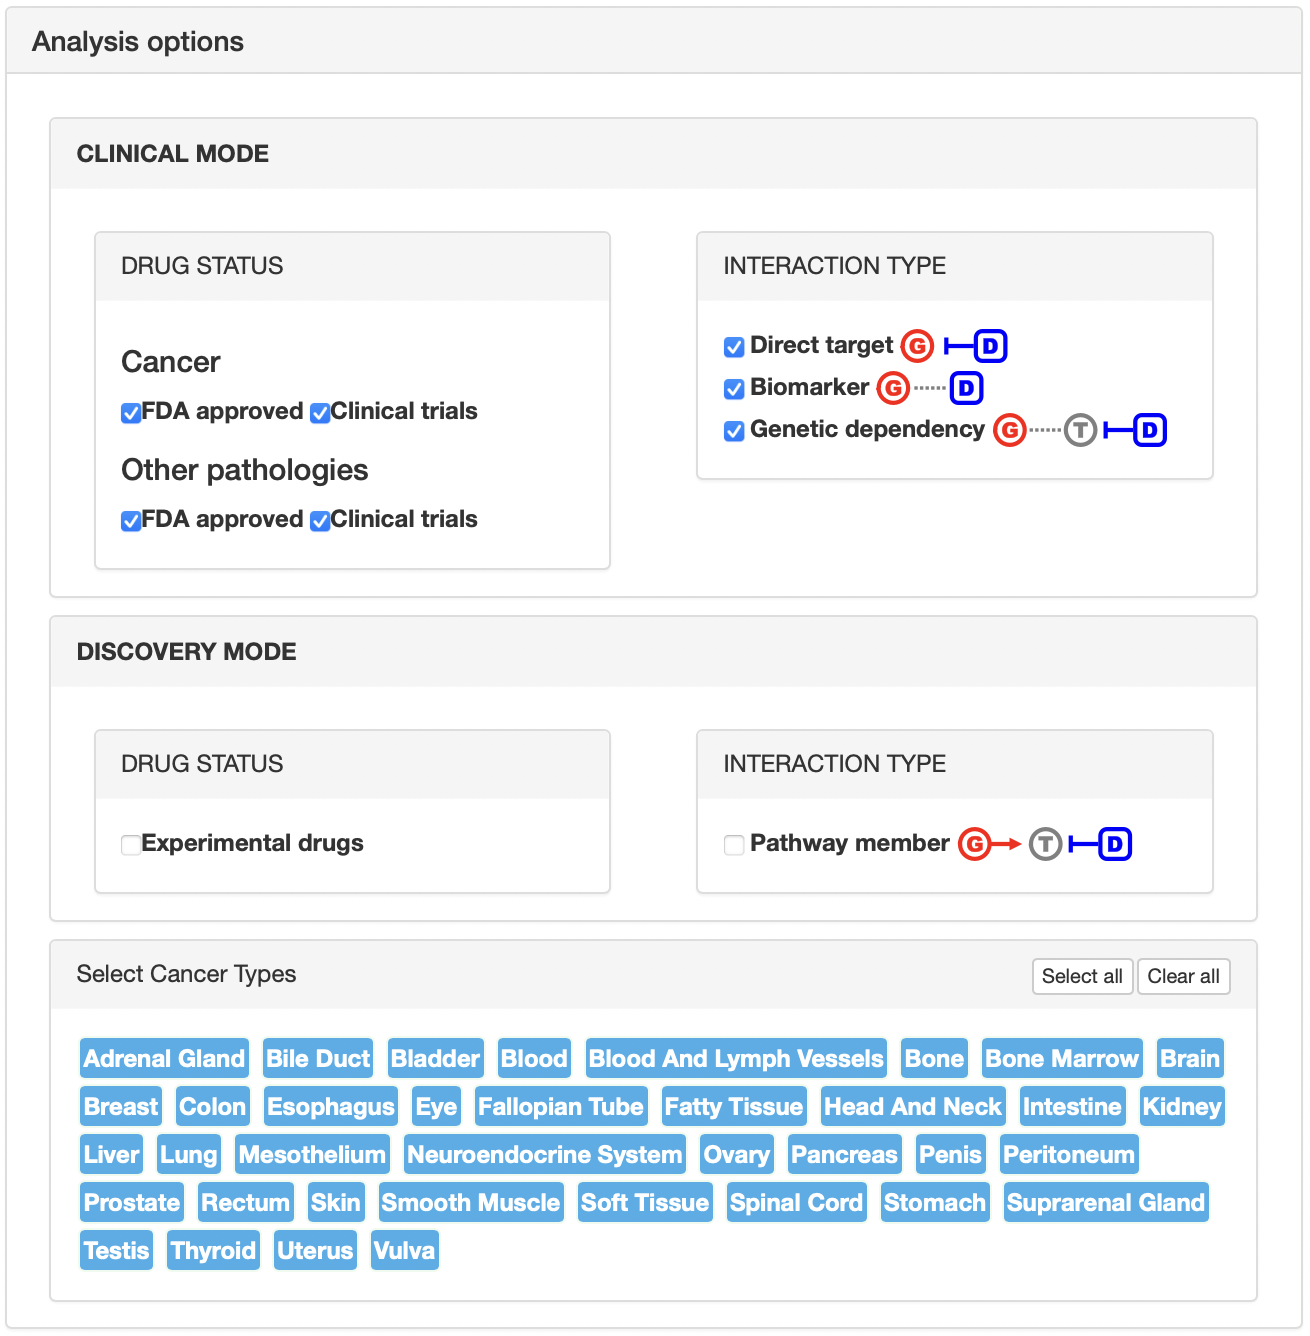 Analysis options
CLINICAL MODE
DRUG STATUS
Cancer
FDA approved Clinical trials
Other pathologies
FDA approved Clinical trials
INTERACTION TYPE
Direct target G D
Biomarker G D
Genetic dependency G T D
DISCOVERY MODE
DRUG STATUS
Experimental drugs
INTERACTION TYPE
Pathway member G T D
Select Cancer Types Select all Clear all
Adrenal Gland Bile Duct Bladder Blood Blood And Lymph Vessels Bone Bone Marrow Brain
Breast Colon Esophagus Eye Fallopian Tube Fatty Tissue Head And Neck Intestine Kidney
Liver Lung Mesothelium Neuroendocrine System Ovary Pancreas Penis Peritoneum
Prostate Rectum Skin Smooth Muscle Soft Tissue Spinal Cord Stomach Suprarenal Gland
Testis Thyroid Uterus Vulva